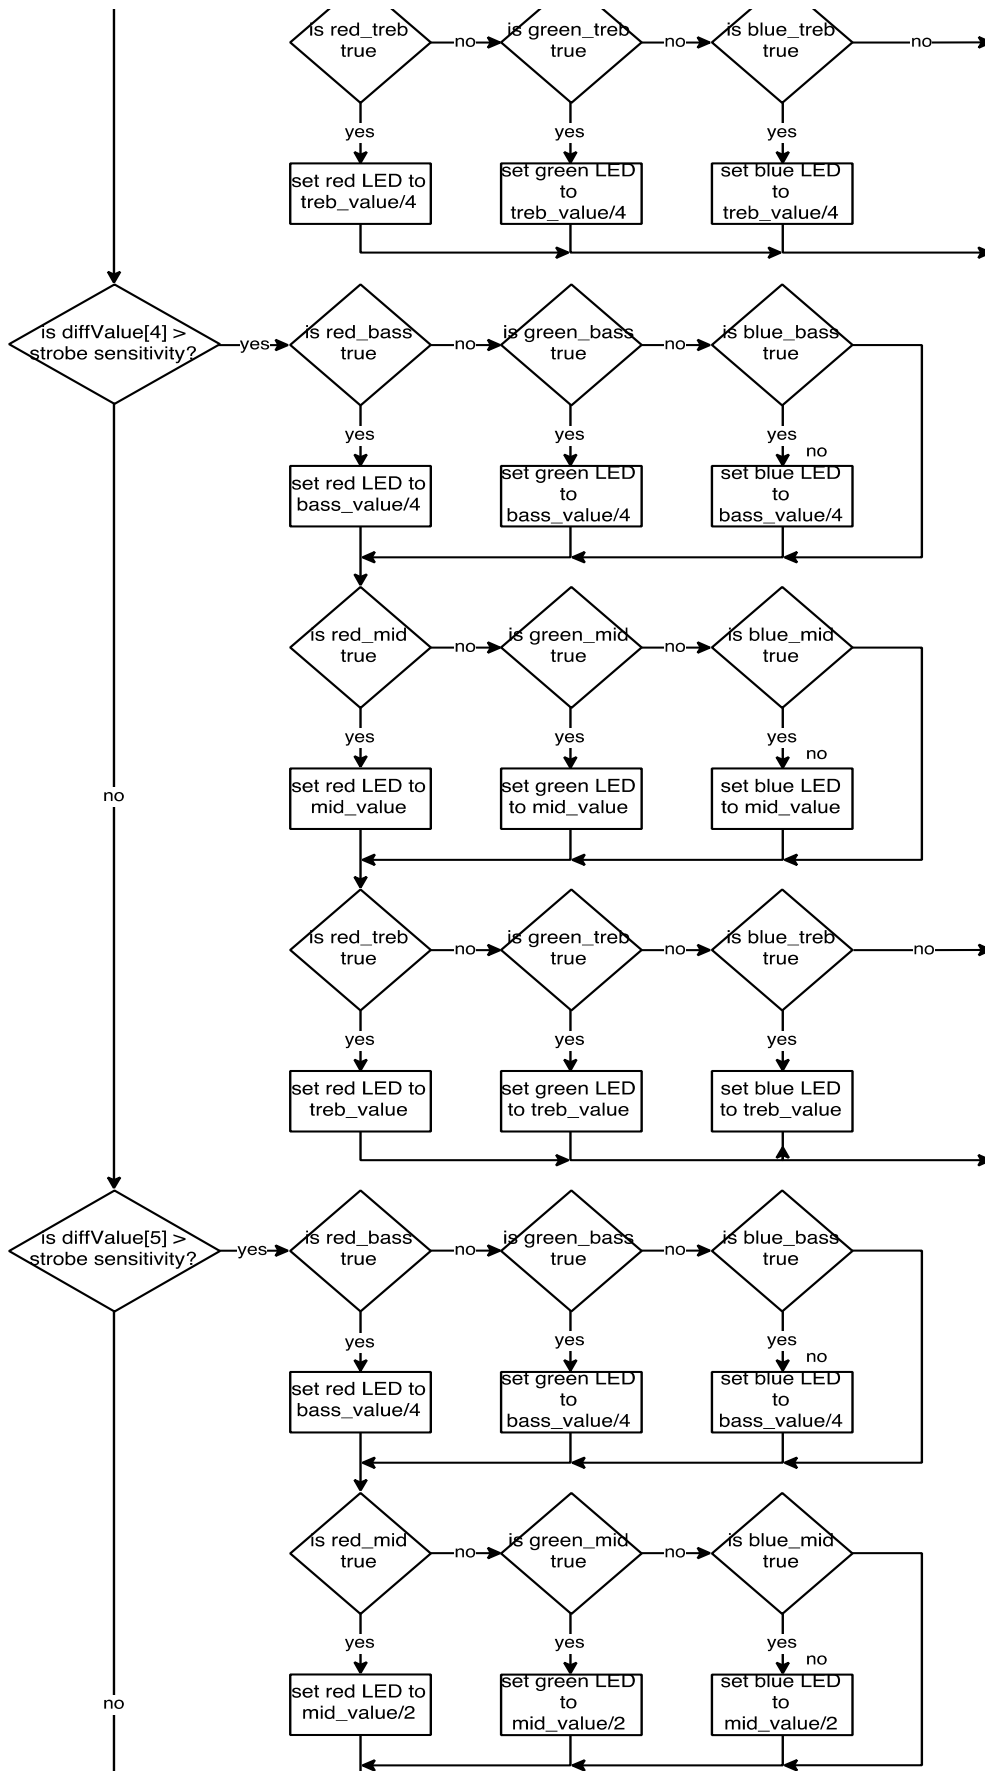 is red_treb
true
no
is green_treb
true
no
is blue_treb
true
no
yes
yes
yes
set red LED to
treb_value/4
set green LED
to
treb_value/4
set blue LED
to
treb_value/4
is diffValue[4] >
strobe sensitivity?
yes
is red_bass
true
no
is green_bass
true
no
is blue_bass
true
yes
yes
yes
no
set red LED to
bass_value/4
set green LED
to
bass_value/4
set blue LED
to
bass_value/4
is red_mid
true
no
is green_mid
true
no
is blue_mid
true
yes
yes
yes
no
set red LED to
mid_value
set green LED
to mid_value
set blue LED
to mid_value
no
is red_treb
true
no
is green_treb
true
no
is blue_treb
true
no
yes
yes
yes
set red LED to
treb_value
set green LED
to treb_value
set blue LED
to treb_value
is diffValue[5] >
strobe sensitivity?
yes
is red_bass
true
no
is green_bass
true
no
is blue_bass
true
yes
yes
yes
no
set red LED to
bass_value/4
set green LED
to
bass_value/4
set blue LED
to
bass_value/4
is red_mid
true
no
is green_mid
true
no
is blue_mid
true
yes
yes
yes
no
set red LED to
mid_value/2
set green LED
to
mid_value/2
set blue LED
to
mid_value/2
no